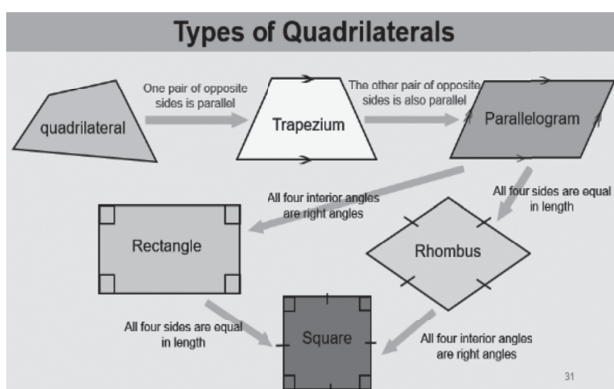 Types of Quadrilaterals
quadrilateral
One pair of opposite
sides is parallel
Trapezium
The other pair of opposite
sides is also parallel
Parallelogram
All four interior angles
are right angles
All four sides are equal
in length
Rectangle
Rhombus
All four sides are equal
in length
Square
All four interior angles
are right angles
31